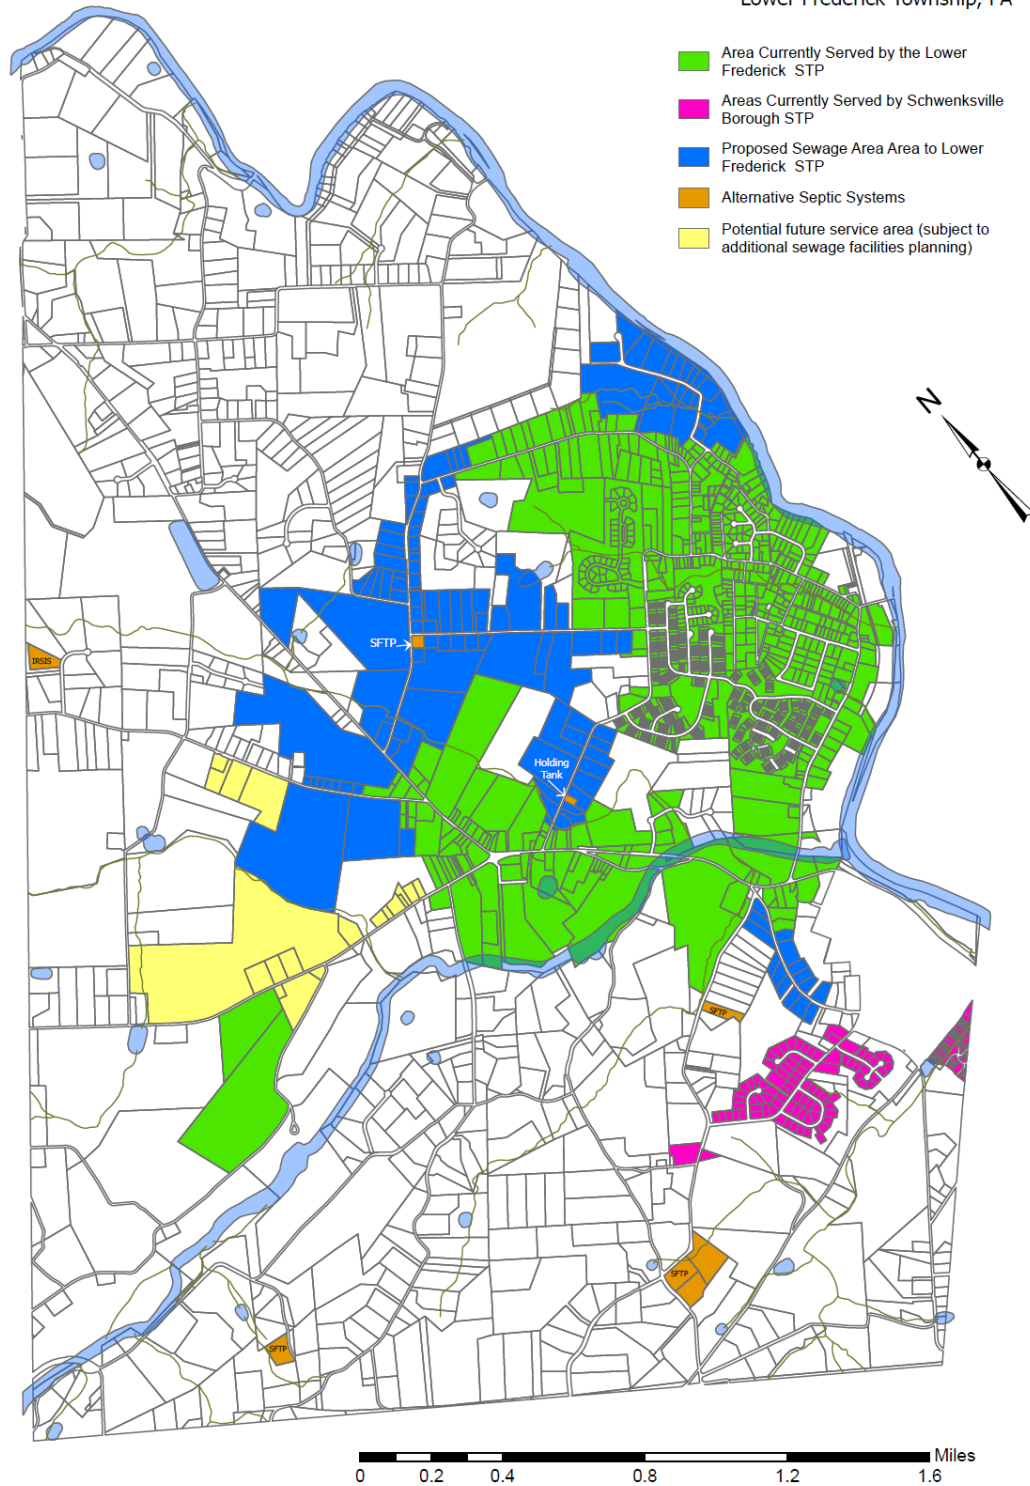 Lower Frederick Township, PA
Area Currently Served by the Lower
Frederick STP
Areas Currently Served by Schwenksville
Borough STP
Proposed Sewage Area Area to Lower
Frederick STP
Alternative Septic Systems
Potential future service area (subject to
additional sewage facilities planning)
N
SFTP
IRSIS
Holding
Tank
SFTP
SFTP
SFTP
Miles
0 0.2 0.4 0.8 1.2 1.6